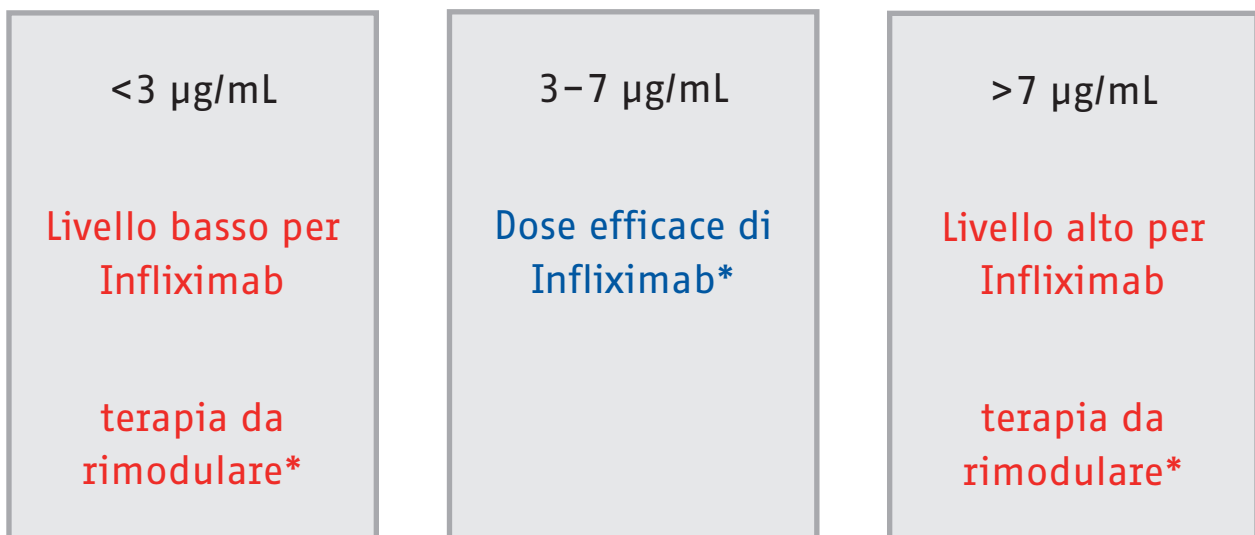 <3 µg/mL
Livello basso per
Infliximab
terapia da
rimodulare*
3–7 µg/mL
Dose efficace di
Infliximab*
>7 µg/mL
Livello alto per
Infliximab
terapia da
rimodulare*